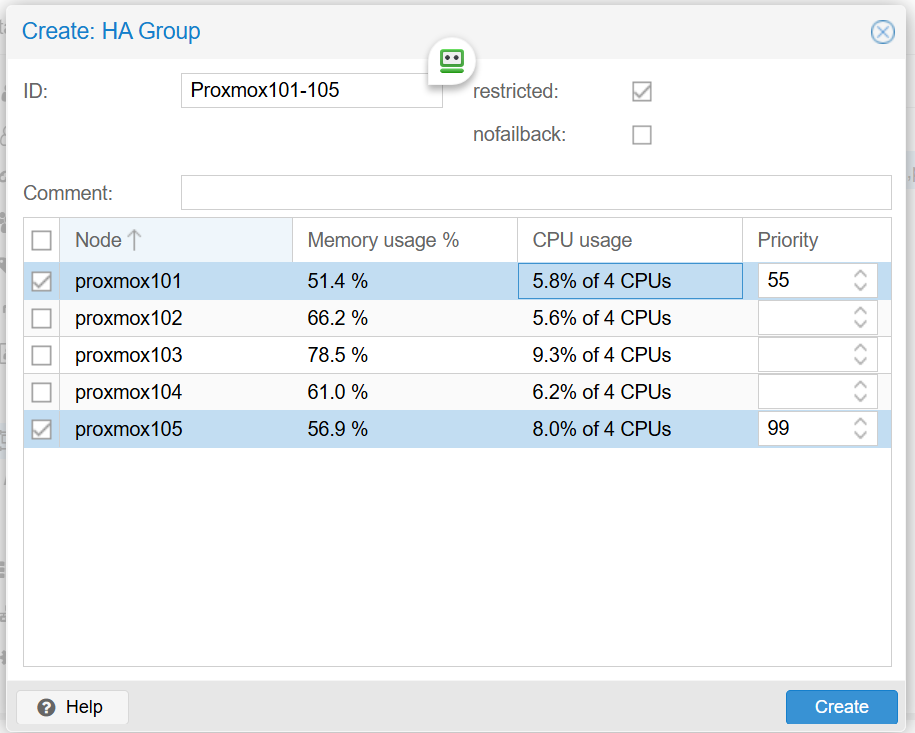 Create: HA Group
ID: Proxmox101-105 restricted:
nofailback:
Comment:
Node Memory usage % CPU usage Priority
proxmox101 51.4 % 5.8% of 4 CPUs 55
proxmox102 66.2 % 5.6% of 4 CPUs
proxmox103 78.5 % 9.3% of 4 CPUs
proxmox104 61.0 % 6.2% of 4 CPUs
proxmox105 56.9 % 8.0% of 4 CPUs 99
Help Create